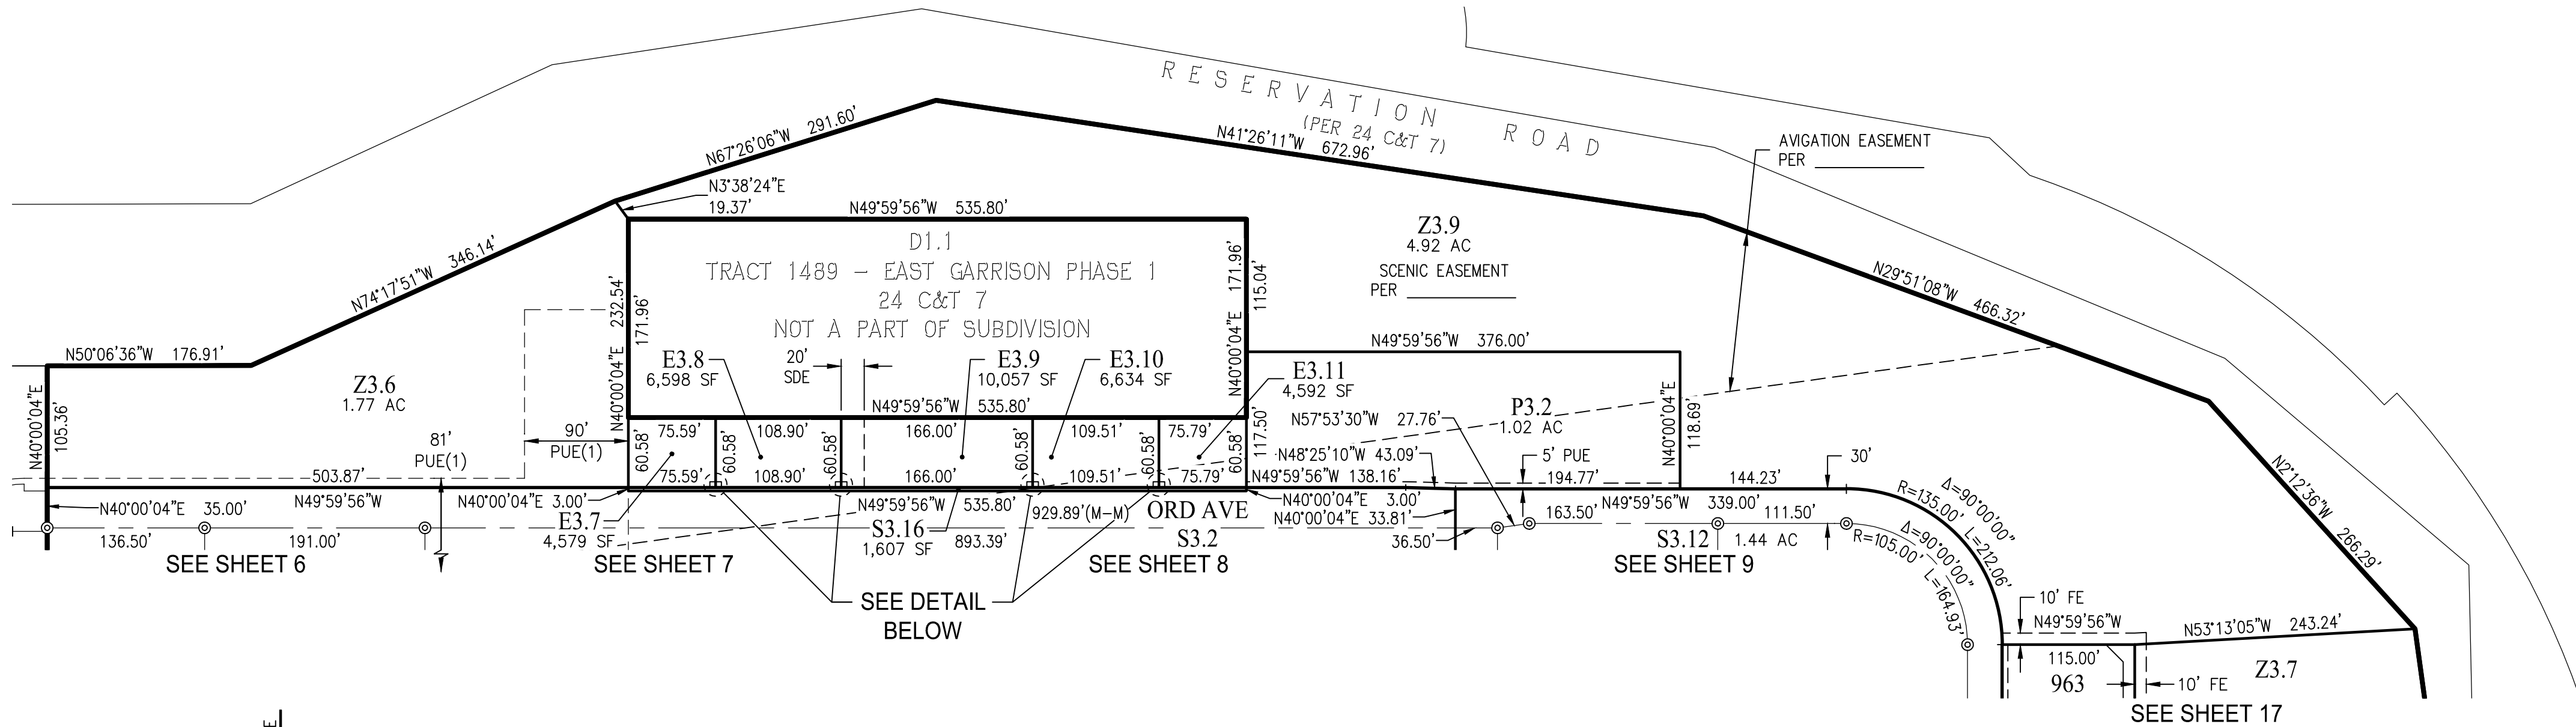 RESERVATION ROAD
(PER 24 C&T 7)
N67°26'06"W 291.60'
N41°26'11"W 672.96'
AVIGATION EASEMENT
PER
N3°38'24"E
19.37'
N49°59'56"W 535.80'
Z3.9
4.92 AC
SCENIC EASEMENT
PER
N74°17'51"W 346.14'
D1.1
TRACT 1489 - EAST GARRISON PHASE 1
24 C&T 7
NOT A PART OF SUBDIVISION
N40°00'04"E 232.54'
171.96'
N40°00'04"E 171.96'
115.04'
N29°51'08"W 466.32'
N50°06'36"W 176.91'
N49°59'56"W 376.00'
Z3.6
1.77 AC
N40°00'04"E
105.36'
E3.8
6,598 SF
20'
SDE
E3.9
10,057 SF
E3.10
6,634 SF
E3.11
4,592 SF
N49°59'56"W 535.80'
N57°53'30"W 27.76'
P3.2
1.02 AC
N40°00'04"E
118.69'
90'
PUE(1)
81'
PUE(1)
60.58'
75.59'
60.58'
108.90'
60.58'
166.00'
60.58'
109.51'
75.79'
60.58'
117.50'
75.59'
108.90'
166.00'
109.51'
75.79'
N48°25'10"W 43.09'
5' PUE
30'
503.87'
N49°59'56"W
N49°59'56"W 138.16'
194.77'
144.23'
N40°00'04"E 35.00'
N40°00'04"E 3.00'
N49°59'56"W 535.80'
N40°00'04"E 3.00'
N49°59'56"W 339.00'
E3.7
4,579 SF
S3.16
1,607 SF
929.89'(M-M)
893.39'
ORD AVE
S3.2
N40°00'04"E 33.81'
36.50'
163.50'
111.50'
S3.12
1.44 AC
136.50'
191.00'
Δ=90°00'00"
R=135.00' L=212.06'
Δ=90°00'00"
R=105.00' L=164.93'
N2°12'36"W 266.29'
SEE SHEET 6
SEE SHEET 7
SEE SHEET 8
SEE SHEET 9
SEE DETAIL
BELOW
10' FE
N49°59'56"W
N53°13'05"W 243.24'
115.00'
963
10' FE
Z3.7
SEE SHEET 17
E